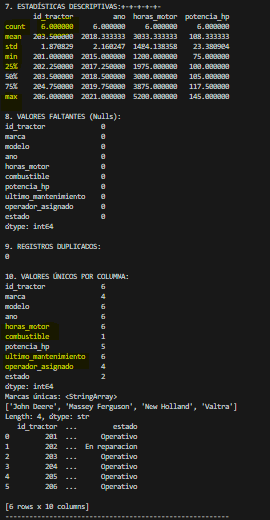 7. ESTADÍSTICAS DESCRIPTIVAS:+-+-+-+-
id_tractor ano horas_motor potencia_hp
count 6.000000 6.000000 6.000000 6.000000
mean 203.500000 2018.333333 3033.333333 108.333333
std 1.870829 2.160247 1484.138358 23.380904
min 201.000000 2015.000000 1200.000000 75.000000
25% 202.250000 2017.250000 1975.000000 100.000000
50% 203.500000 2018.500000 3000.000000 105.000000
75% 204.750000 2019.750000 3875.000000 117.500000
max 206.000000 2021.000000 5200.000000 145.000000
8. VALORES FALTANTES (Nulls):
id_tractor 0
marca 0
modelo 0
ano 0
horas_motor 0
combustible 0
potencia_hp 0
ultimo_mantenimiento 0
operador_asignado 0
estado 0
dtype: int64
9. REGISTROS DUPLICADOS:
0
10. VALORES ÚNICOS POR COLUMNA:
id_tractor 6
marca 4
modelo 6
ano 6
horas_motor 6
combustible 1
potencia_hp 5
ultimo_mantenimiento 6
operador_asignado 4
estado 2
dtype: int64
Marcas únicas: <StringArray>
['John Deere', 'Massey Ferguson', 'New Holland', 'Valtra']
Length: 4, dtype: str
id_tractor ... estado
0 201 ... Operativo
1 202 ... En reparacion
2 203 ... Operativo
3 204 ... Operativo
4 205 ... Operativo
5 206 ... Operativo
[6 rows x 10 columns]